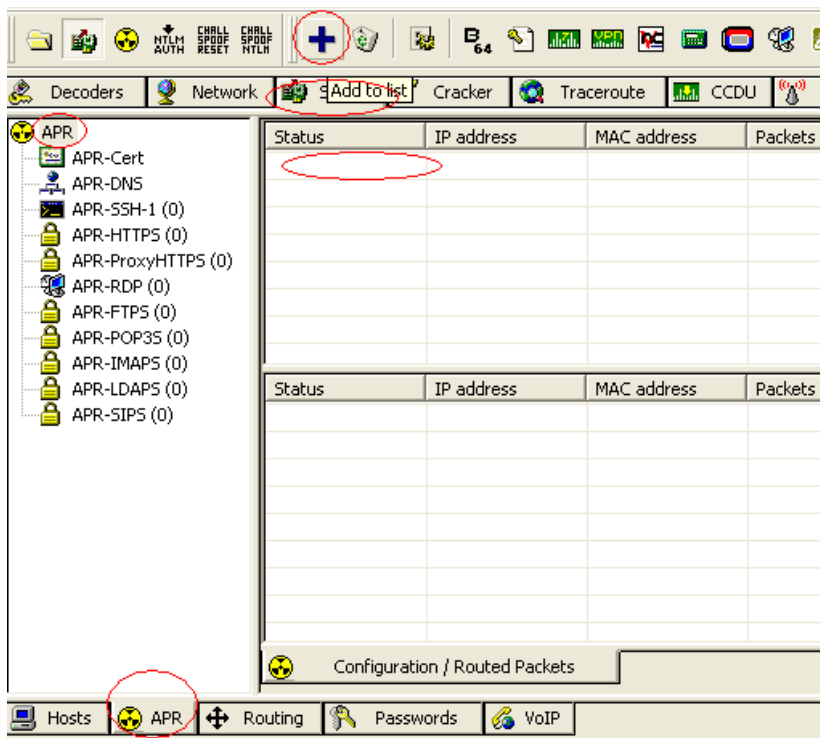 NTLM AUTH
CHALL SPOOF RESET
CHALL SPOOF NTLM
B 64
Decoders
Network
Add to list
Cracker
Traceroute
CCDU
APR
APR-Cert
APR-DNS
APR-SSH-1 (0)
APR-HTTPS (0)
APR-ProxyHTTPS (0)
APR-RDP (0)
APR-FTPS (0)
APR-POP3S (0)
APR-IMAPS (0)
APR-LDAPS (0)
APR-SIPS (0)
Status IP address MAC address Packets
Status IP address MAC address Packets
Configuration / Routed Packets
Hosts
APR
Routing
Passwords
VoIP